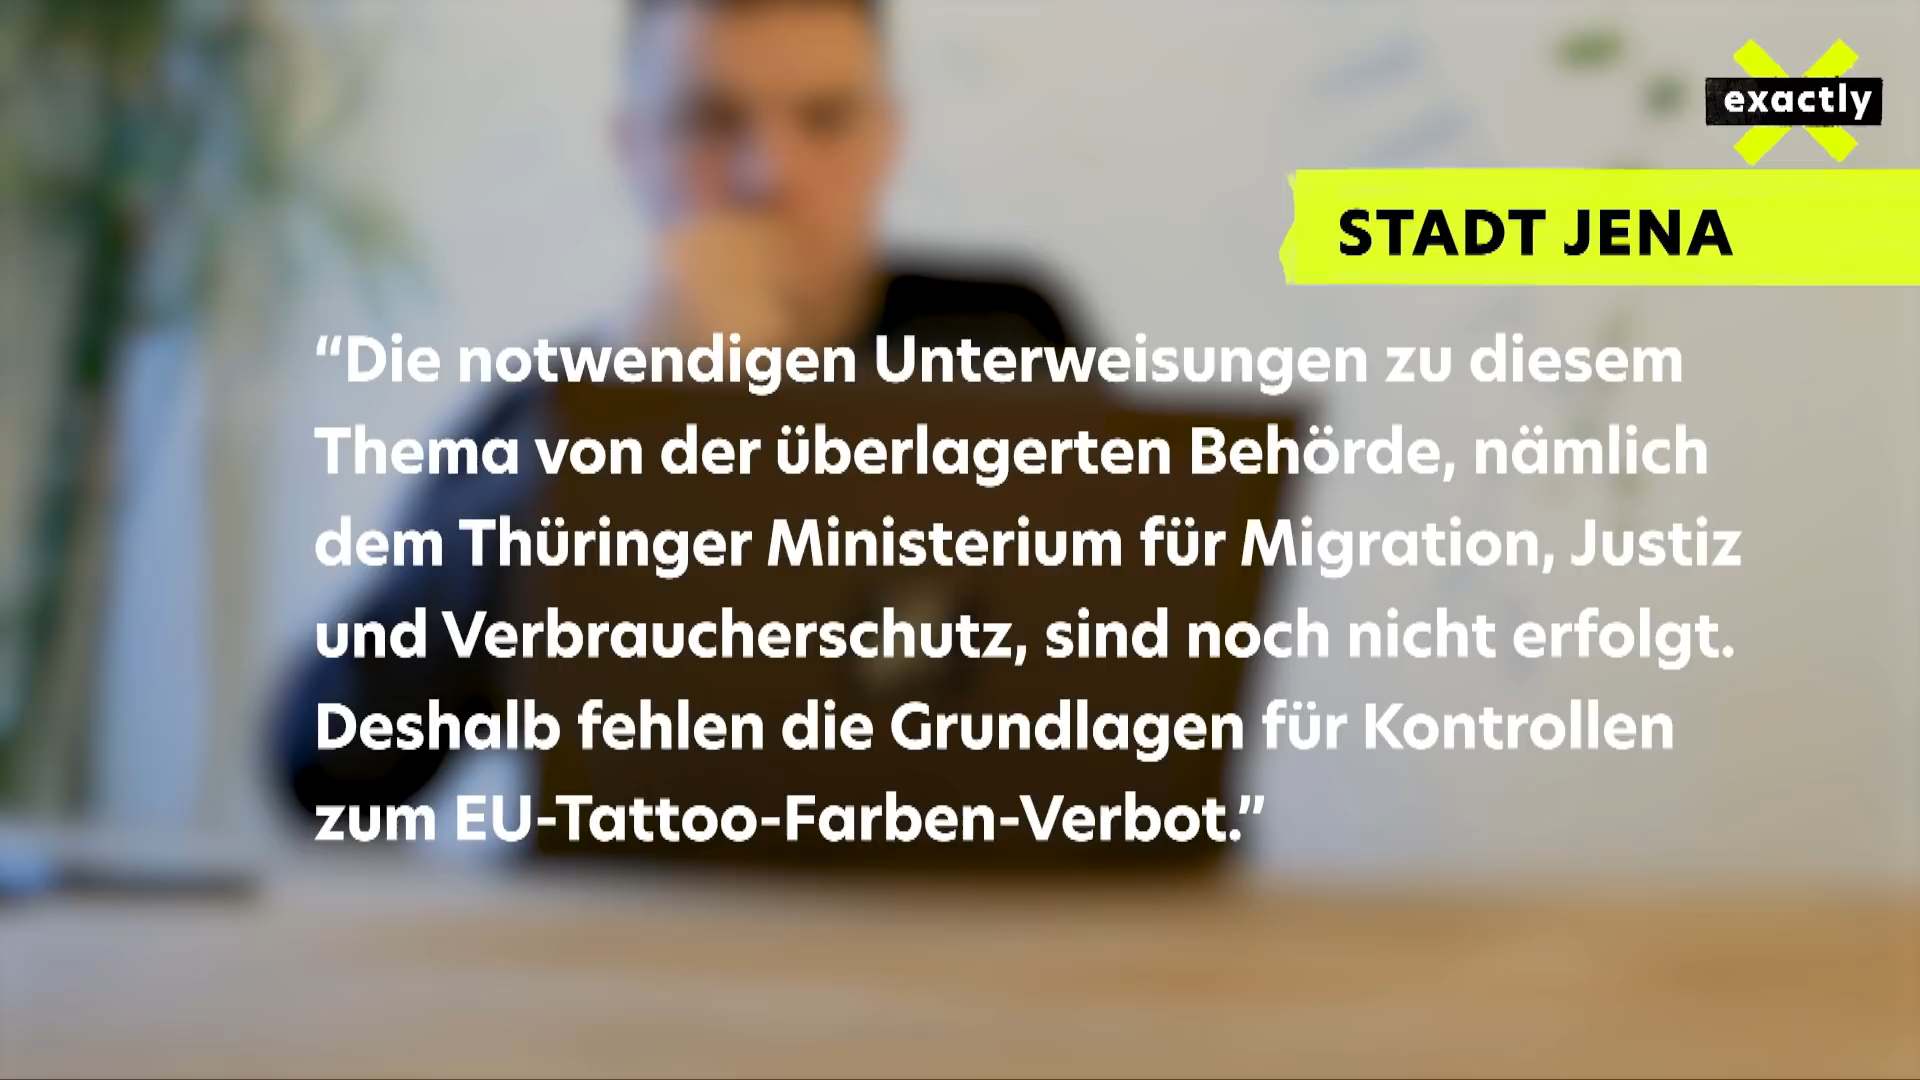 exactly
STADT JENA
“Die notwendigen Unterweisungen zu diesem
Thema von der überlagerten Behörde, nämlich
dem Thüringer Ministerium für Migration, Justiz
und Verbraucherschutz, sind noch nicht erfolgt.
Deshalb fehlen die Grundlagen für Kontrollen
zum EU-Tattoo-Farben-Verbot.”